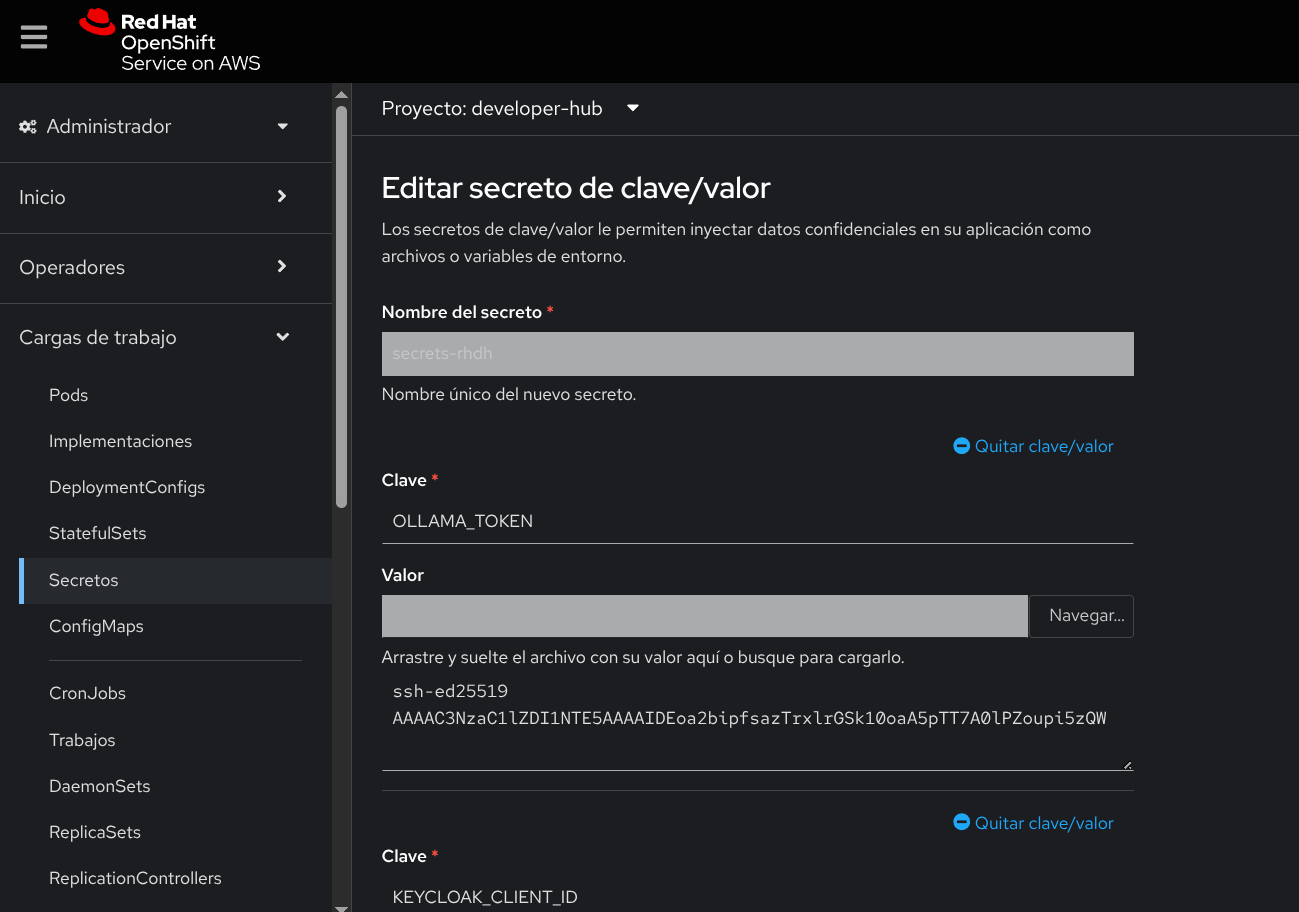 Red Hat
OpenShift
Service on AWS
Administrador
Inicio
Operadores
Cargas de trabajo
Pods
Implementaciones
DeploymentConfigs
StatefulSets
Secretos
ConfigMaps
CronJobs
Trabajos
DaemonSets
ReplicaSets
ReplicationControllers
Proyecto: developer-hub
Editar secreto de clave/valor
Los secretos de clave/valor le permiten inyectar datos confidenciales en su aplicación como
archivos o variables de entorno.
Nombre del secreto *
secrets-rhdh
Nombre único del nuevo secreto.
Quitar clave/valor
Clave *
OLLAMA_TOKEN
Valor
Navegar...
Arrastre y suelte el archivo con su valor aquí o busque para cargarlo.
ssh-ed25519
AAAAC3NzaC1lZDI1NTE5AAAAIDEoa2bipfsazTrxlrGSk10oaA5pTT7A0lPZoupi5zQW
Quitar clave/valor
Clave *
KEYCLOAK_CLIENT_ID